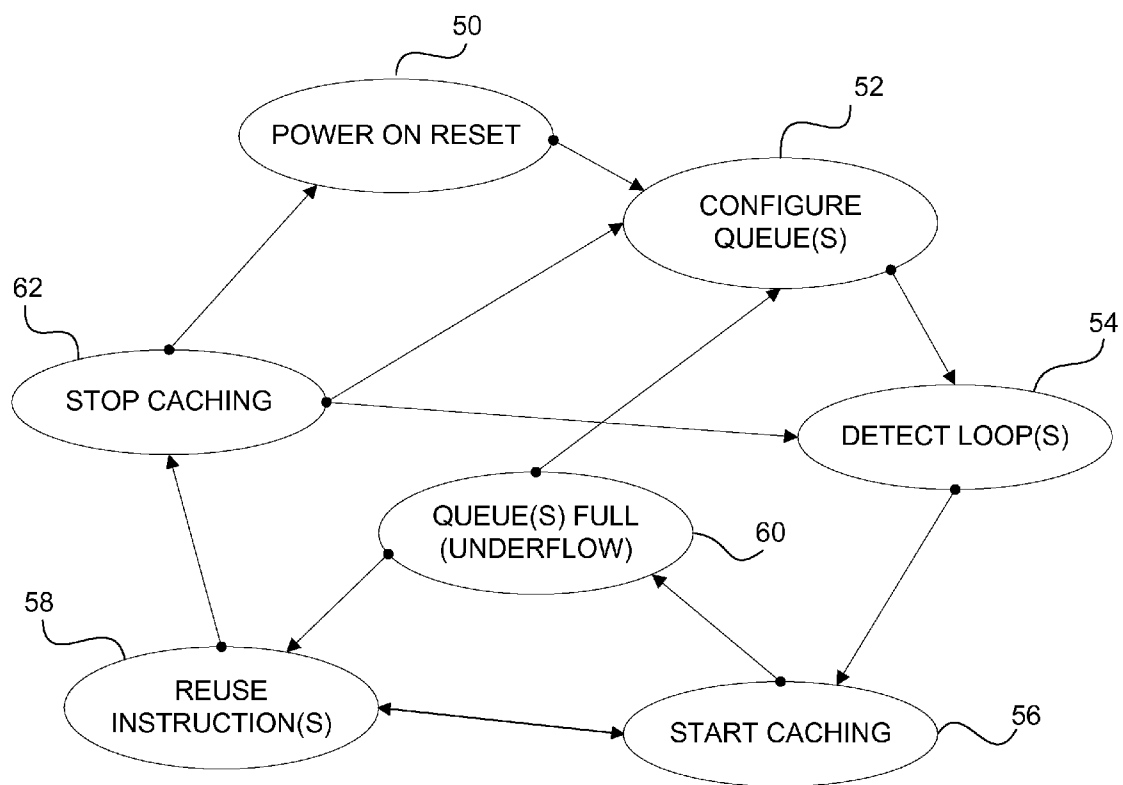 50
POWER ON RESET
52
CONFIGURE
QUEUE(S)
62
STOP CACHING
54
DETECT LOOP(S)
QUEUE(S) FULL
(UNDERFLOW)
60
58
REUSE
INSTRUCTION(S)
START CACHING
56